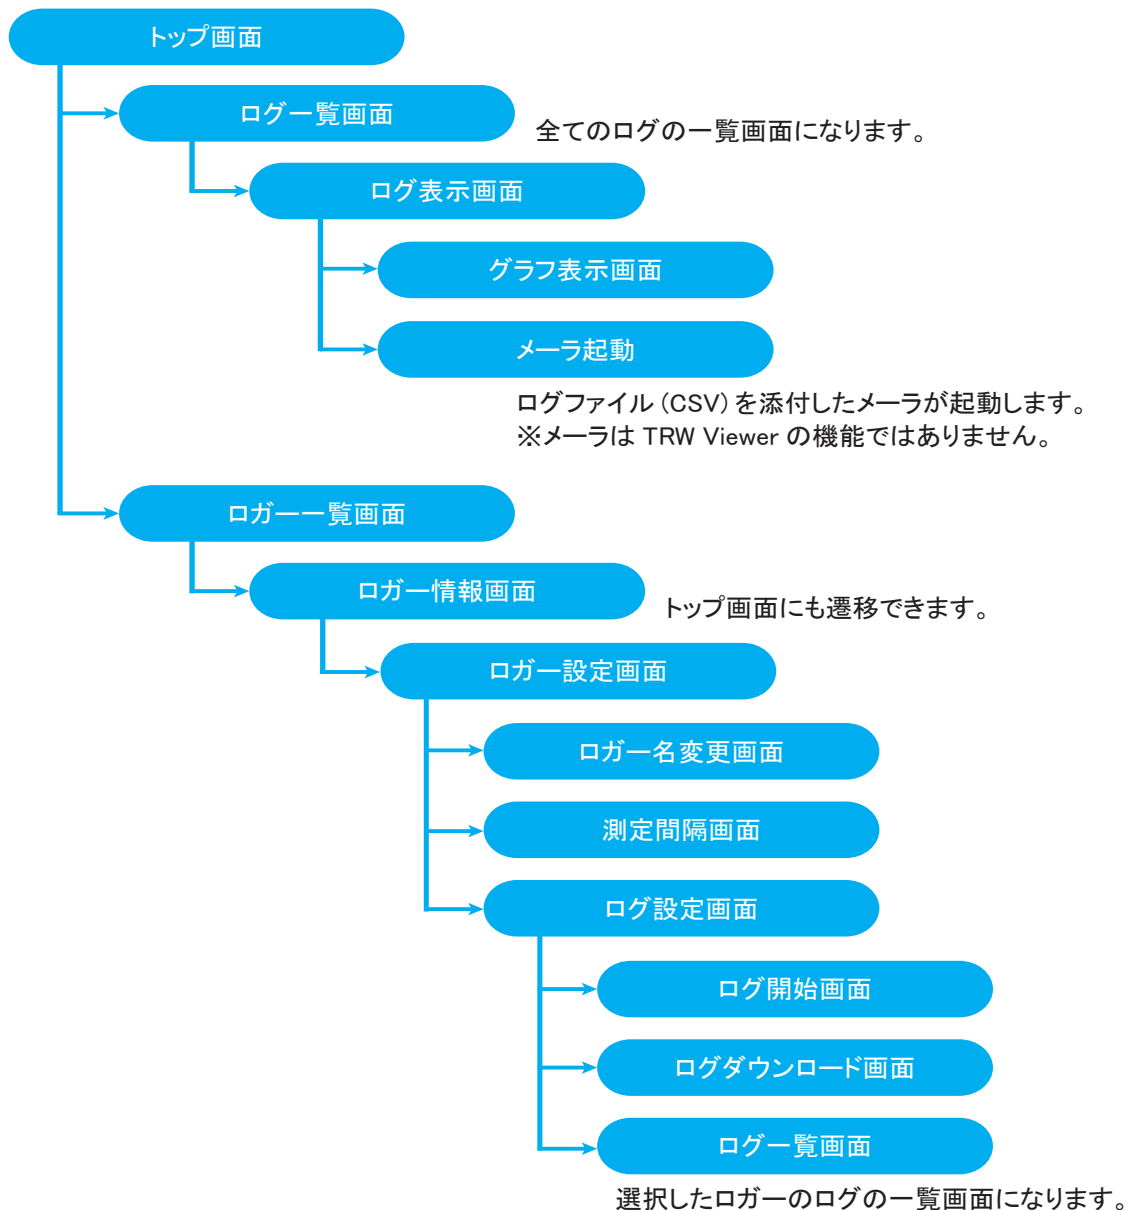 トップ画面
ログ一覧画面
全てのログの一覧画面になります。
ログ表示画面
グラフ表示画面
メーラ起動
ログファイル（CSV）を添付したメーラが起動します。
※メーラは TRW Viewer の機能ではありません。
ロガー一覧画面
ロガー情報画面
トップ画面にも遷移できます。
ロガー設定画面
ロガー名変更画面
測定間隔画面
ログ設定画面
ログ開始画面
ログダウンロード画面
ログ一覧画面
選択したロガーのログの一覧画面になります。